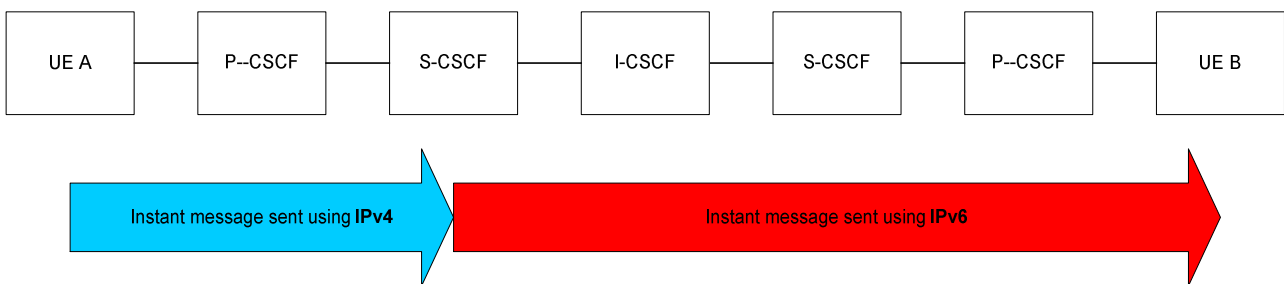 UE A
P--CSCF
S-CSCF
I-CSCF
S-CSCF
P--CSCF
UE B
Instant message sent using IPv4
Instant message sent using IPv6